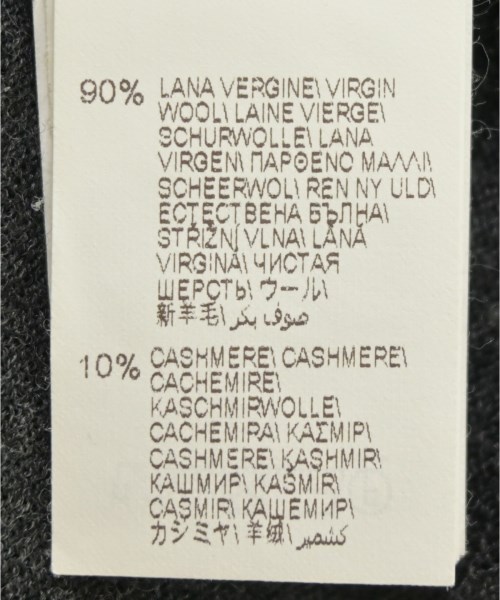 90% LANA VERGINE\ VIRGIN
WOOL\ LAINE VIERGE\
SCHURWOLLE\ LANA
VIRGEN\ ΠΑΡΘΕΝΟ ΜΑΛΛΙ\
SCHEERWOL\ REN NY ULD\
ЕСТЕСТВЕНА ВЪЛНА\
STŘIŽNÍ VLNA\ LÂNĂ
VIRGINĂ\ ЧИСТАЯ
ШЕРСТЬ\ ウール\
新羊毛\ صوف بكر
10% CASHMERE\ CASHMERE\
CACHEMIRE\
KASCHMIRWOLLE\
CACHEMIRA\ ΚΑΣΜΙΡ\
CASHMERE\ KASHMIR\
КАШМИР\ KAŠMÍR\
CAȘMIR\ КАШЕМИР\
カシミヤ\ 羊绒\ كشمير